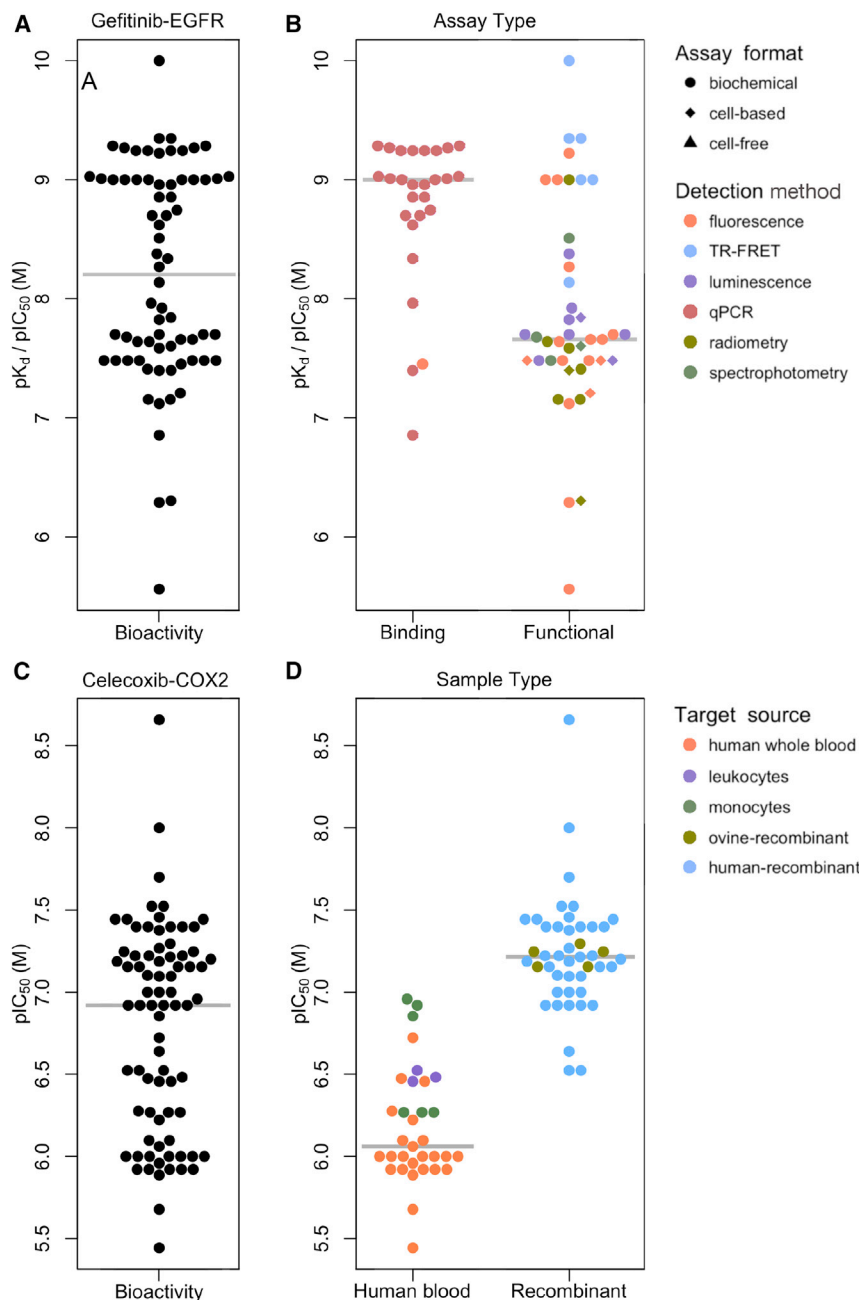 A
Gefitinib-EGFR
A
pKd / pIC50 (M)
10
9
8
7
6
Bioactivity
B
Assay Type
pKd / pIC50 (M)
10
9
8
7
6
Binding
Functional
Assay format
biochemical
cell-based
cell-free
Detection method
fluorescence
TR-FRET
luminescence
qPCR
radiometry
spectrophotometry
C
Celecoxib-COX2
pIC50 (M)
8.5
8.0
7.5
7.0
6.5
6.0
5.5
Bioactivity
D
Sample Type
pIC50 (M)
8.5
8.0
7.5
7.0
6.5
6.0
5.5
Human blood
Recombinant
Target source
human whole blood
leukocytes
monocytes
ovine-recombinant
human-recombinant